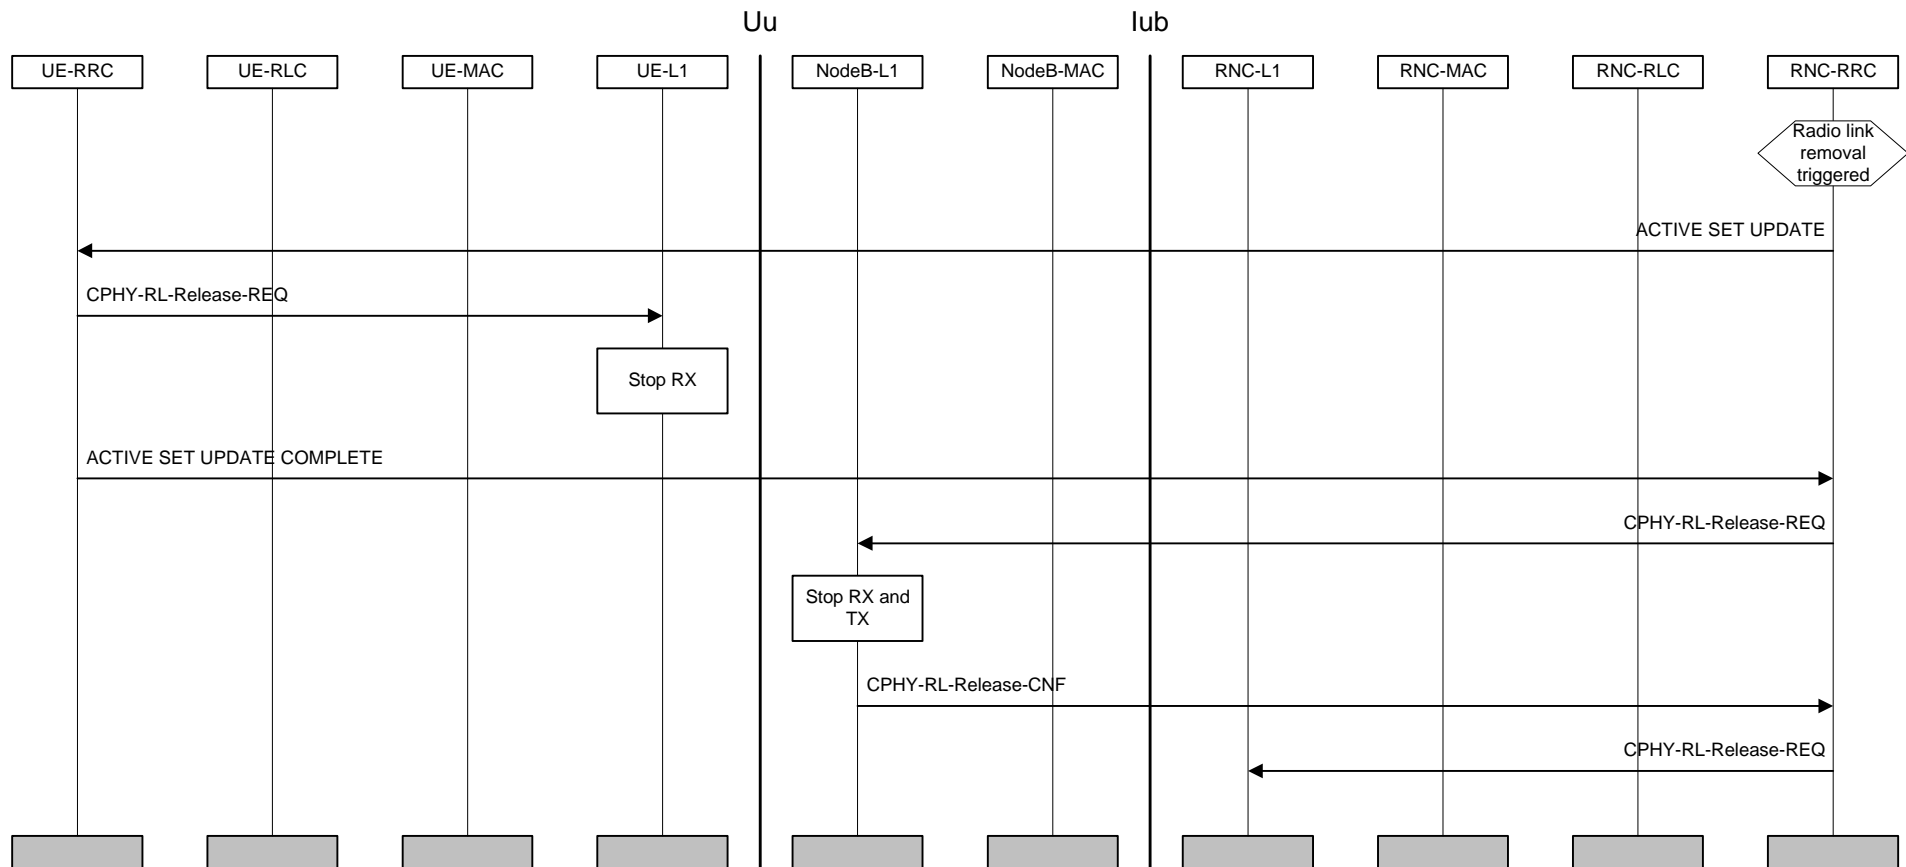 Uu
Iub
UE-RRC
UE-RLC
UE-MAC
UE-L1
NodeB-L1
NodeB-MAC
RNC-L1
RNC-MAC
RNC-RLC
RNC-RRC
Radio link
removal
triggered
ACTIVE SET UPDATE
CPHY-RL-Release-REQ
Stop RX
ACTIVE SET UPDATE COMPLETE
CPHY-RL-Release-REQ
Stop RX and
TX
CPHY-RL-Release-CNF
CPHY-RL-Release-REQ